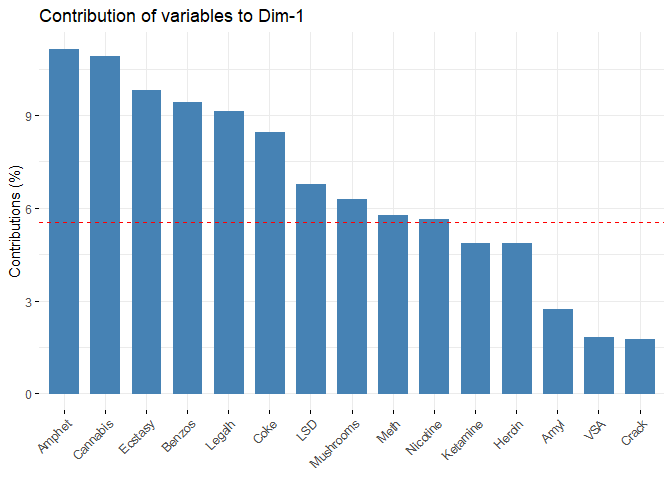 Contribution of variables to Dim-1
Contributions (%)
9
6
3
0
Amphet
Cannabis
Ecstasy
Benzos
Legalh
Coke
LSD
Mushrooms
Meth
Nicotine
Ketamine
Heroin
Amyl
VSA
Crack